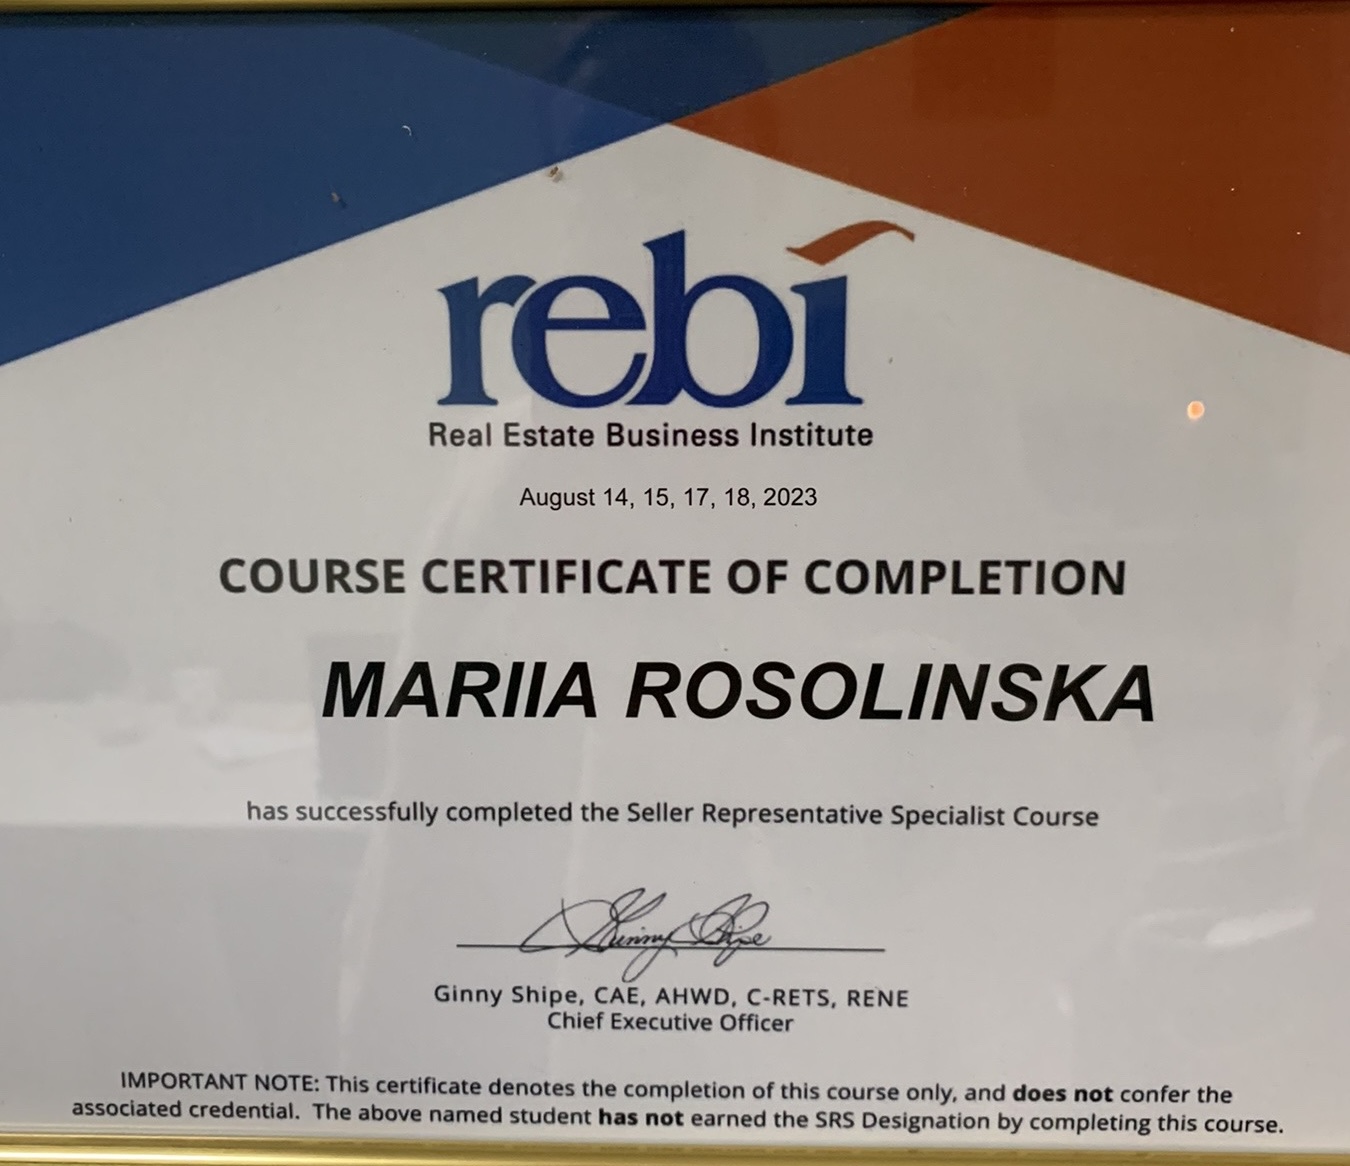 rebi
Real Estate Business Institute
August 14, 15, 17, 18, 2023
COURSE CERTIFICATE OF COMPLETION
MARIIA ROSOLINSKA
has successfully completed the Seller Representative Specialist Course
Ginny Shipe
Ginny Shipe, CAE, AHWD, C-RETS, RENE
Chief Executive Officer
IMPORTANT NOTE: This certificate denotes the completion of this course only, and does not confer the
associated credential. The above named student has not earned the SRS Designation by completing this course.